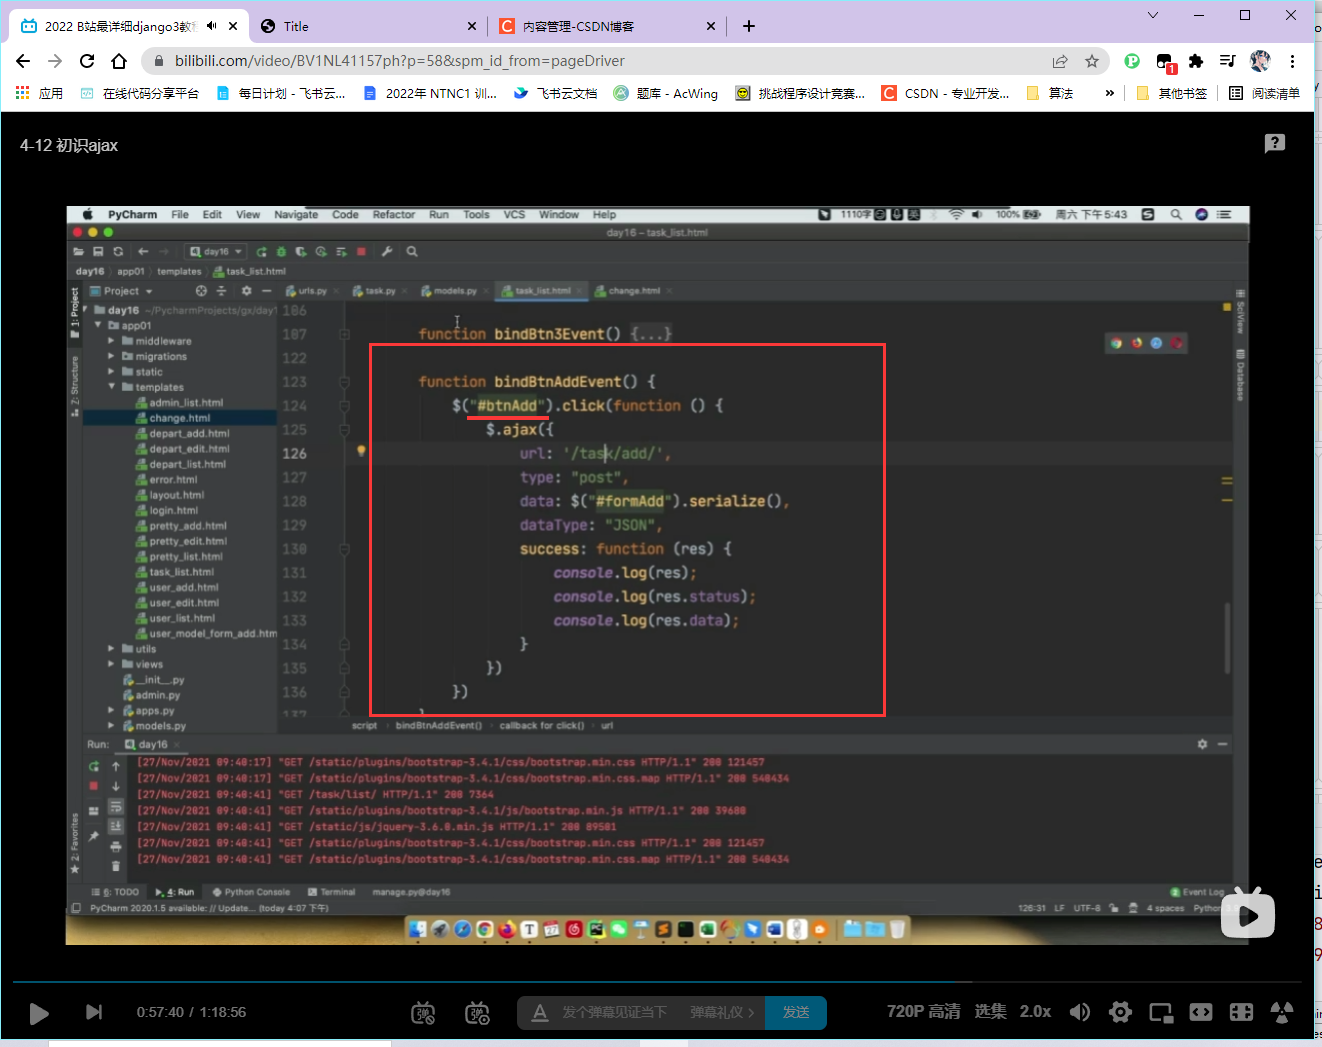 2022 B站最详细django3教程
Title
内容管理-CSDN博客
bilibili.com/video/BV1NL41157ph?p=58&spm_id_from=pageDriver
1
应用
在线代码分享平台
每日计划 - 飞书云...
2022年 NTNC1 训...
飞书云文档
题库 - AcWing
挑战程序设计竞赛...
CSDN - 专业开发...
算法
»
其他书签
阅读清单
4-12 初识ajax
PyCharm File Edit View Navigate Code Refactor Run Tools VCS Window Help
100%
周六 下午5:43
day16 – task_list.html
day16
day16 app01 templates task_list.html
Project
urls.py
task.py
models.py
task_list.html
change.html
1: Project
Z: Structure
2: Favorites
SciView
Database
day16 ~/PycharmProjects/gx/day1
app01
middleware
migrations
static
templates
admin_list.html
change.html
depart_add.html
depart_edit.html
depart_list.html
error.html
layout.html
login.html
pretty_add.html
pretty_edit.html
pretty_list.html
task_list.html
user_add.html
user_edit.html
user_list.html
user_model_form_add.htm
utils
views
__init__.py
admin.py
apps.py
models.py
106
107 function bindBtn3Event() {...}
122
123 function bindBtnAddEvent() {
124 $("#btnAdd").click(function () {
125 $.ajax({
126 url: '/task/add/',
127 type: "post",
128 data: $("#formAdd").serialize(),
129 dataType: "JSON",
130 success: function (res) {
131 console.log(res);
132 console.log(res.status);
133 console.log(res.data);
134 }
135 })
136 })
137 }
script bindBtnAddEvent() callback for click() url
Run: day16
[27/Nov/2021 09:40:17] "GET /static/plugins/bootstrap-3.4.1/css/bootstrap.min.css HTTP/1.1" 200 121457
[27/Nov/2021 09:40:17] "GET /static/plugins/bootstrap-3.4.1/css/bootstrap.min.css.map HTTP/1.1" 200 540434
[27/Nov/2021 09:40:41] "GET /task/list/ HTTP/1.1" 200 7364
[27/Nov/2021 09:40:41] "GET /static/plugins/bootstrap-3.4.1/js/bootstrap.min.js HTTP/1.1" 200 39680
[27/Nov/2021 09:40:41] "GET /static/js/jquery-3.6.0.min.js HTTP/1.1" 200 89501
[27/Nov/2021 09:40:41] "GET /static/plugins/bootstrap-3.4.1/css/bootstrap.min.css HTTP/1.1" 200 121457
[27/Nov/2021 09:40:41] "GET /static/plugins/bootstrap-3.4.1/css/bootstrap.min.css.map HTTP/1.1" 200 540434
6: TODO
4: Run
Python Console
Terminal
manage.py@day16
Event Log
PyCharm 2020.1.5 available: // Update... (today 4:07 下午)
126:31 LF UTF-8 4 spaces
0:57:40 / 1:18:56
发个弹幕见证当下
弹幕礼仪 >
发送
720P 高清
选集
2.0x